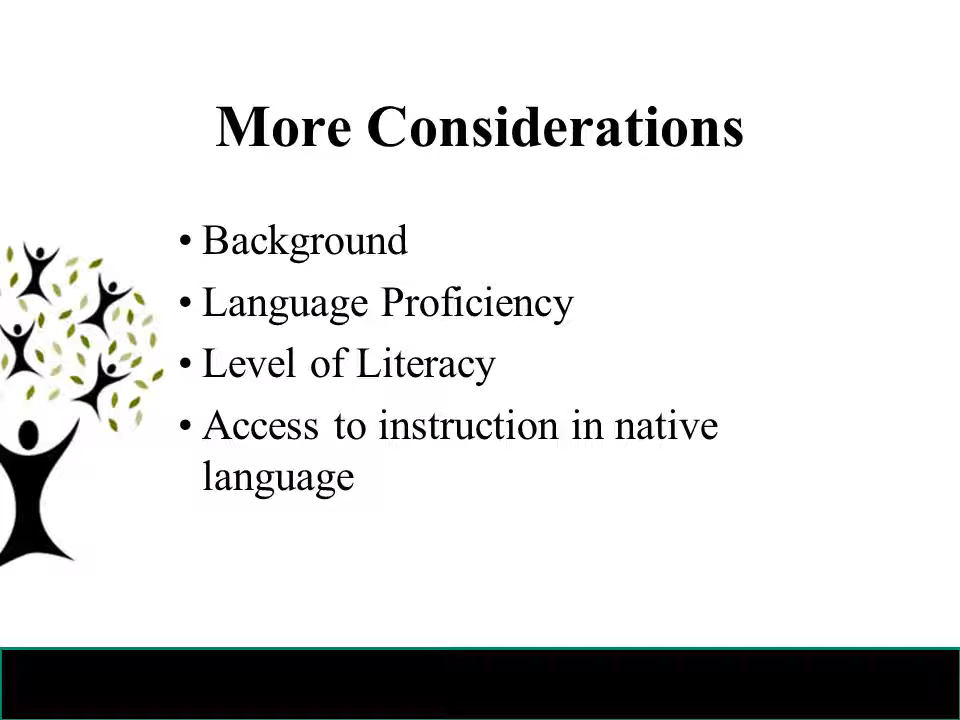 More Considerations
• Background
• Language Proficiency
• Level of Literacy
• Access to instruction in native
language